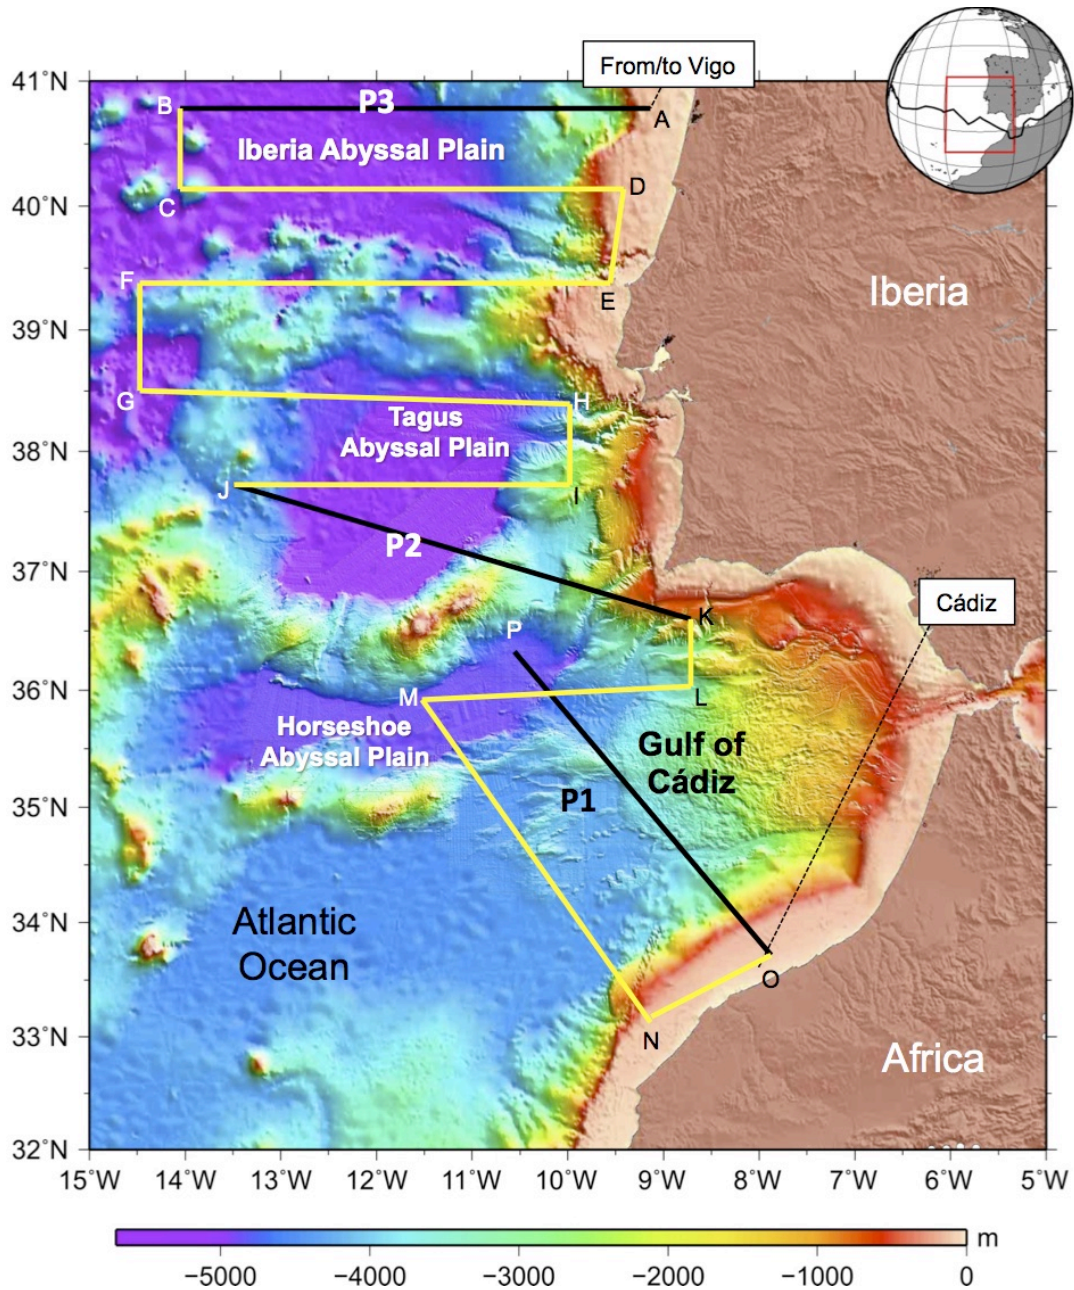 From/to Vigo
41°N
B
P3
A
Iberia Abyssal Plain
D
40°N
C
F
E
Iberia
39°N
G
H
Tagus
Abyssal Plain
38°N
J
I
P2
37°N
Cádiz
P
K
36°N
M
L
Horseshoe
Abyssal Plain
Gulf of
Cádiz
35°N
P1
34°N
Atlantic
Ocean
O
33°N
N
Africa
32°N
15°W 14°W 13°W 12°W 11°W 10°W 9°W 8°W 7°W 6°W 5°W
m
−5000 −4000 −3000 −2000 −1000 0